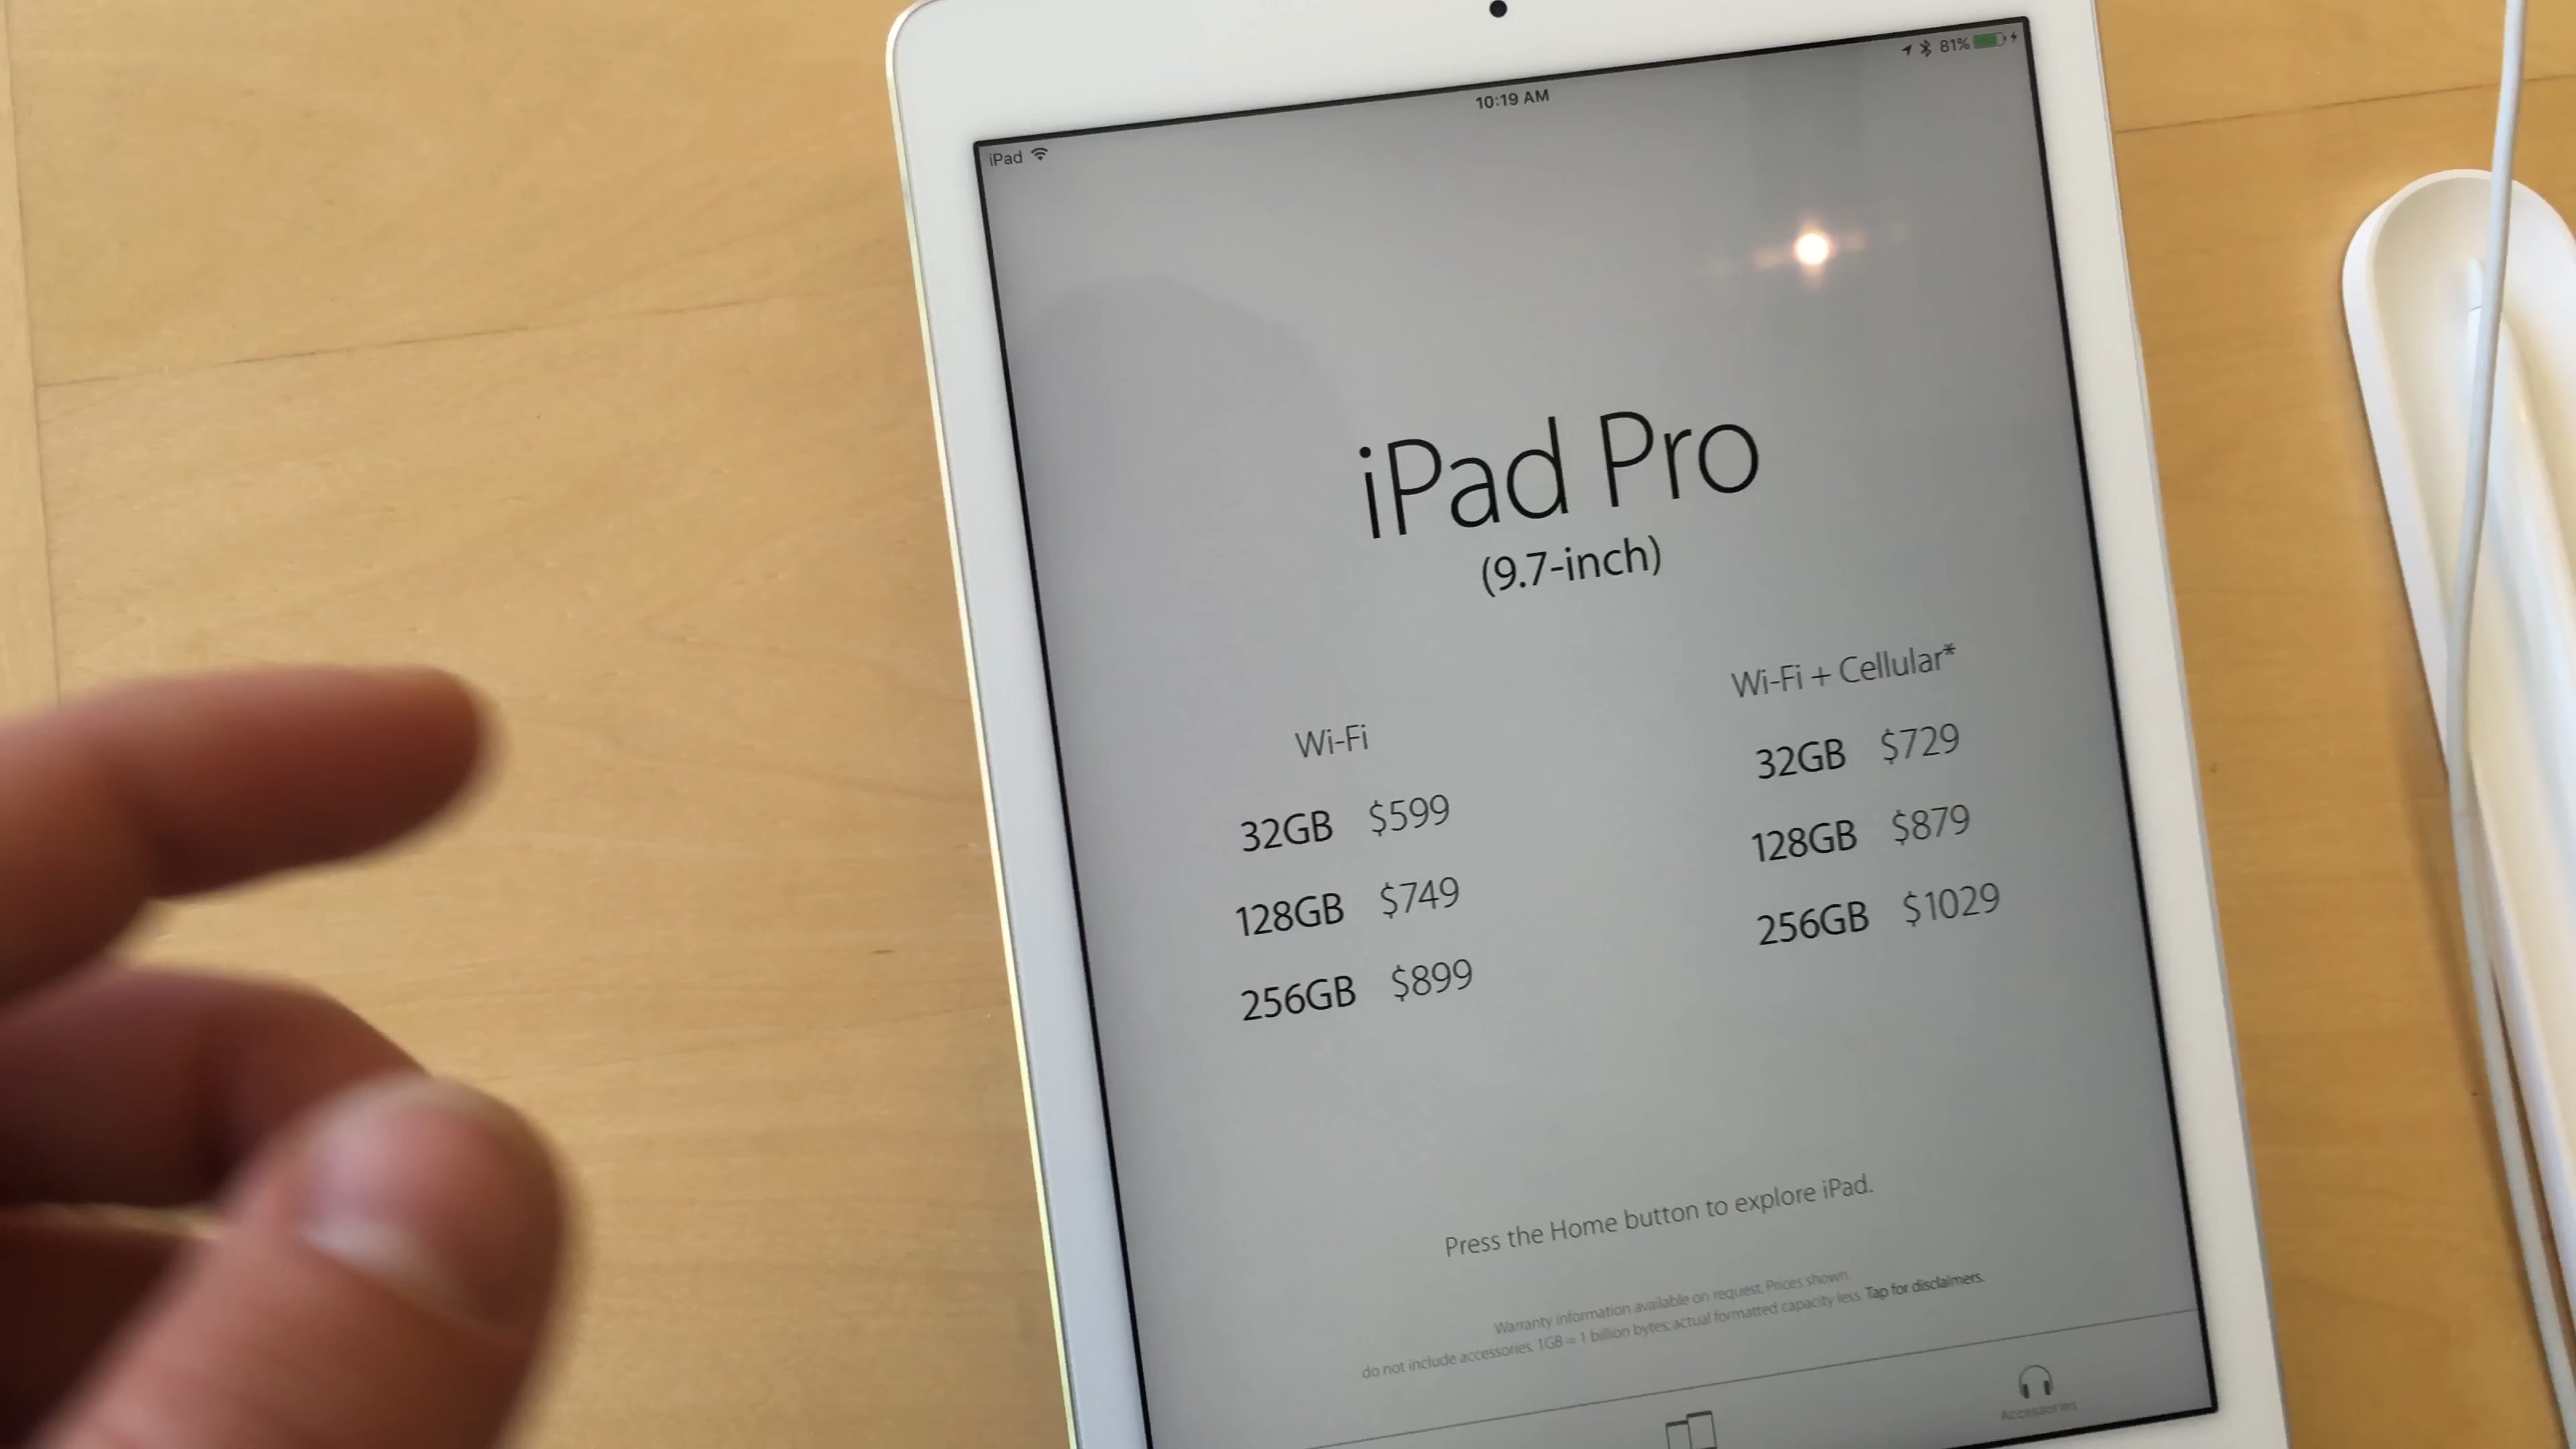 iPad
10:19 AM
81%
iPad Pro
(9.7-inch)
Wi-Fi
32GB $599
128GB $749
256GB $899
Wi-Fi + Cellular*
32GB $729
128GB $879
256GB $1029
Press the Home button to explore iPad.
Warranty information available on request. Prices shown
do not include accessories. 1GB = 1 billion bytes; actual formatted capacity less. Tap for disclaimers.
Accessories